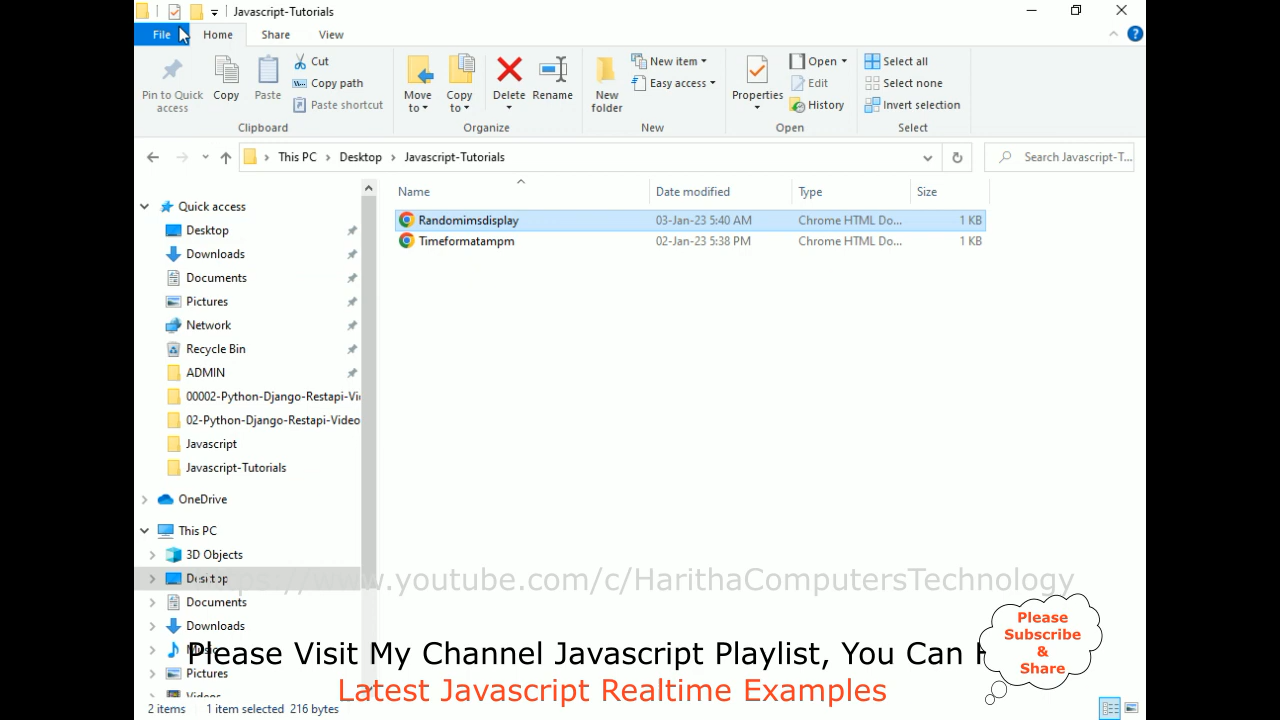 Javascript-Tutorials
File Home Share View
Pin to Quick access
Copy
Paste
Cut
Copy path
Paste shortcut
Clipboard
Move to
Copy to
Delete
Rename
Organize
New folder
New item
Easy access
New
Properties
Open
Edit
History
Open
Select all
Select none
Invert selection
Select
This PC Desktop Javascript-Tutorials
Search Javascript-T...
Name Date modified Type Size
Randomimsdisplay 03-Jan-23 5:40 AM Chrome HTML Do... 1 KB
Timeformatampm 02-Jan-23 5:38 PM Chrome HTML Do... 1 KB
Quick access
Desktop
Downloads
Documents
Pictures
Network
Recycle Bin
ADMIN
00002-Python-Django-Restapi-Vi
02-Python-Django-Restapi-Video
Javascript
Javascript-Tutorials
OneDrive
This PC
3D Objects
Desktop
Documents
Downloads
Pictures
https://www.youtube.com/c/HarithaComputersTechnology
Please Visit My Channel Javascript Playlist, You Can
Latest Javascript Realtime Examples
Please
Subscribe
&
Share
2 items 1 item selected 216 bytes